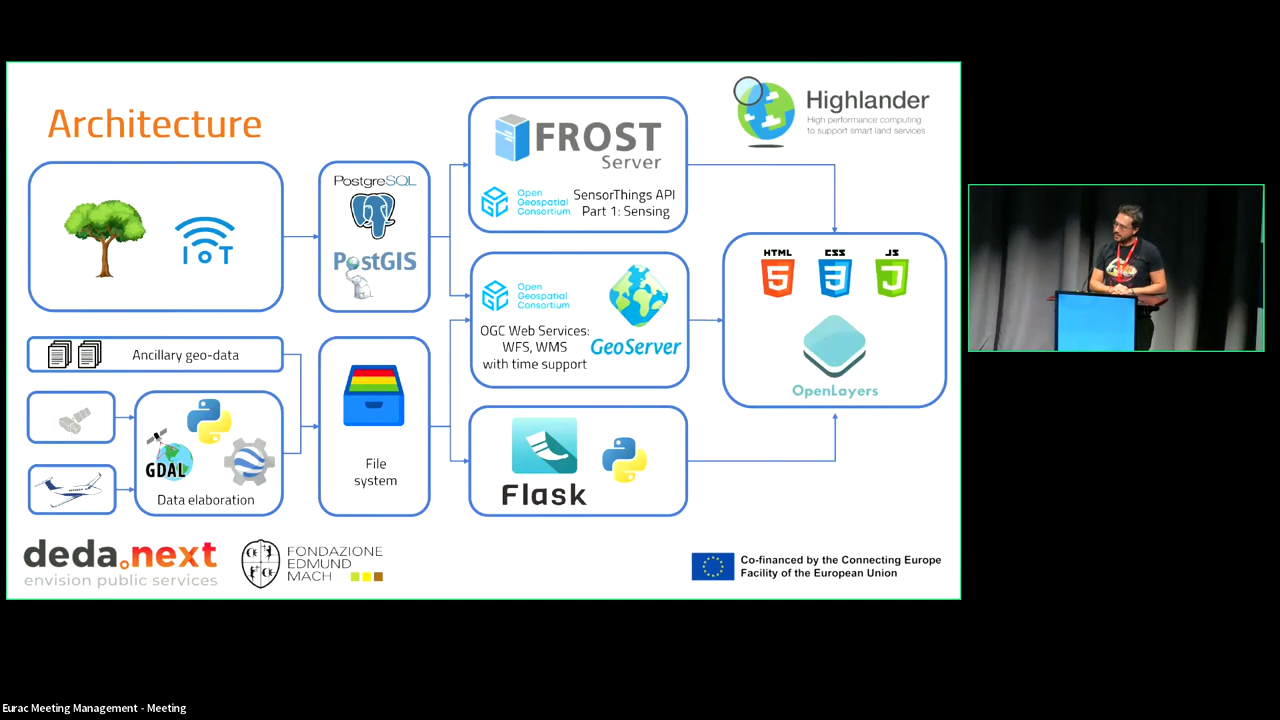 Architecture
Highlander
High performance computing
to support smart land services
IoT
PostgreSQL
PostGIS
FROST
Server
Open
Geospatial
Consortium
SensorThings API
Part 1: Sensing
Open
Geospatial
Consortium
OGC Web Services:
WFS, WMS
with time support
GeoServer
HTML
5
CSS
3
JS
OpenLayers
Ancillary geo-data
GDAL
Data elaboration
File
system
Flask
deda.next
envision public services
FONDAZIONE
EDMUND
MACH
Co-financed by the Connecting Europe
Facility of the European Union
Eurac Meeting Management - Meeting